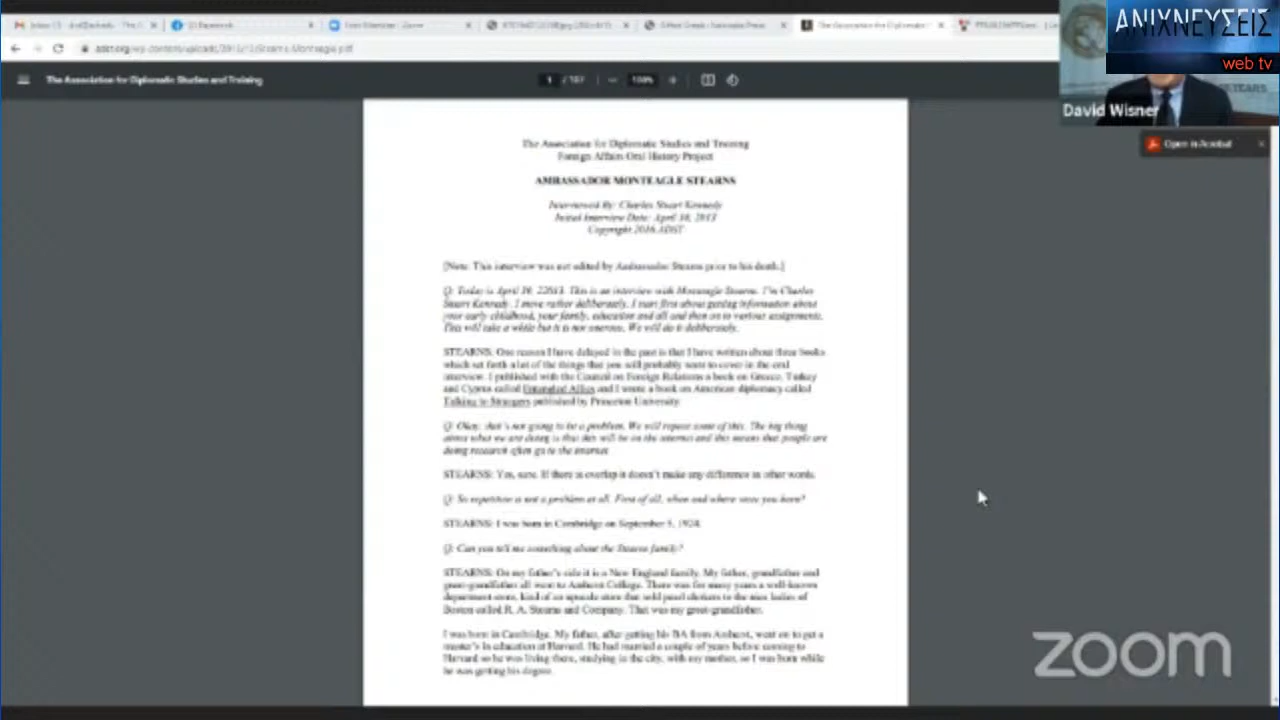 ΑΝΙΧΝΕΥΣΕΙΣ
web tv
David Wisner
The Association for Diplomatic Studies and Training
1 / 107
100%
Open in Acrobat
The Association for Diplomatic Studies and Training
Foreign Affairs Oral History Project
AMBASSADOR MONTEAGLE STEARNS
Interviewed By: Charles Stuart Kennedy
Initial Interview Date: April 10, 2013
Copyright 2016 ADST
[Note: This interview was not edited by Ambassador Stearns prior to his death.]
Q: Today is April 10, 22013. This is an interview with Monteagle Stearns. I'm Charles
Stuart Kennedy. I move rather deliberately. I start first about getting information about
your early childhood, your family, education and all and then on to various assignments.
This will take a while but it is not onerous. We will do it deliberately.
STEARNS: One reason I have delayed in the past is that I have written about three books
which set forth a lot of the things that you will probably want to cover in the oral
interview. I published with the Council on Foreign Relations a book on Greece, Turkey
and Cyprus called Entangled Allies and I wrote a book on American diplomacy called
Talking to Strangers published by Princeton University.
Q: Okay, that's not going to be a problem. We will repeat some of this. The big thing
about what we are doing is that this will be on the internet and this means that people are
doing research often go to the internet.
STEARNS: Yes, sure. If there is overlap it doesn't make any difference in other words.
Q: So repetition is not a problem at all. First of all, when and where were you born?
STEARNS: I was born in Cambridge on September 5, 1924.
Q: Can you tell me something about the Stearns family?
STEARNS: On my father's side it is a New England family. My father, grandfather and
great-grandfather all went to Amherst College. There was for many years a well-known
department store, kind of an upscale store that sold pearl chokers to the nice ladies of
Boston called R. A. Stearns and Company. That was my great-grandfather.
I was born in Cambridge. My father, after getting his BA from Amherst, went on to get a
master's in education at Harvard. He had married a couple of years before coming to
Harvard so he was living there, studying in the city, with my mother, so I was born while
he was getting his degree.
zoom